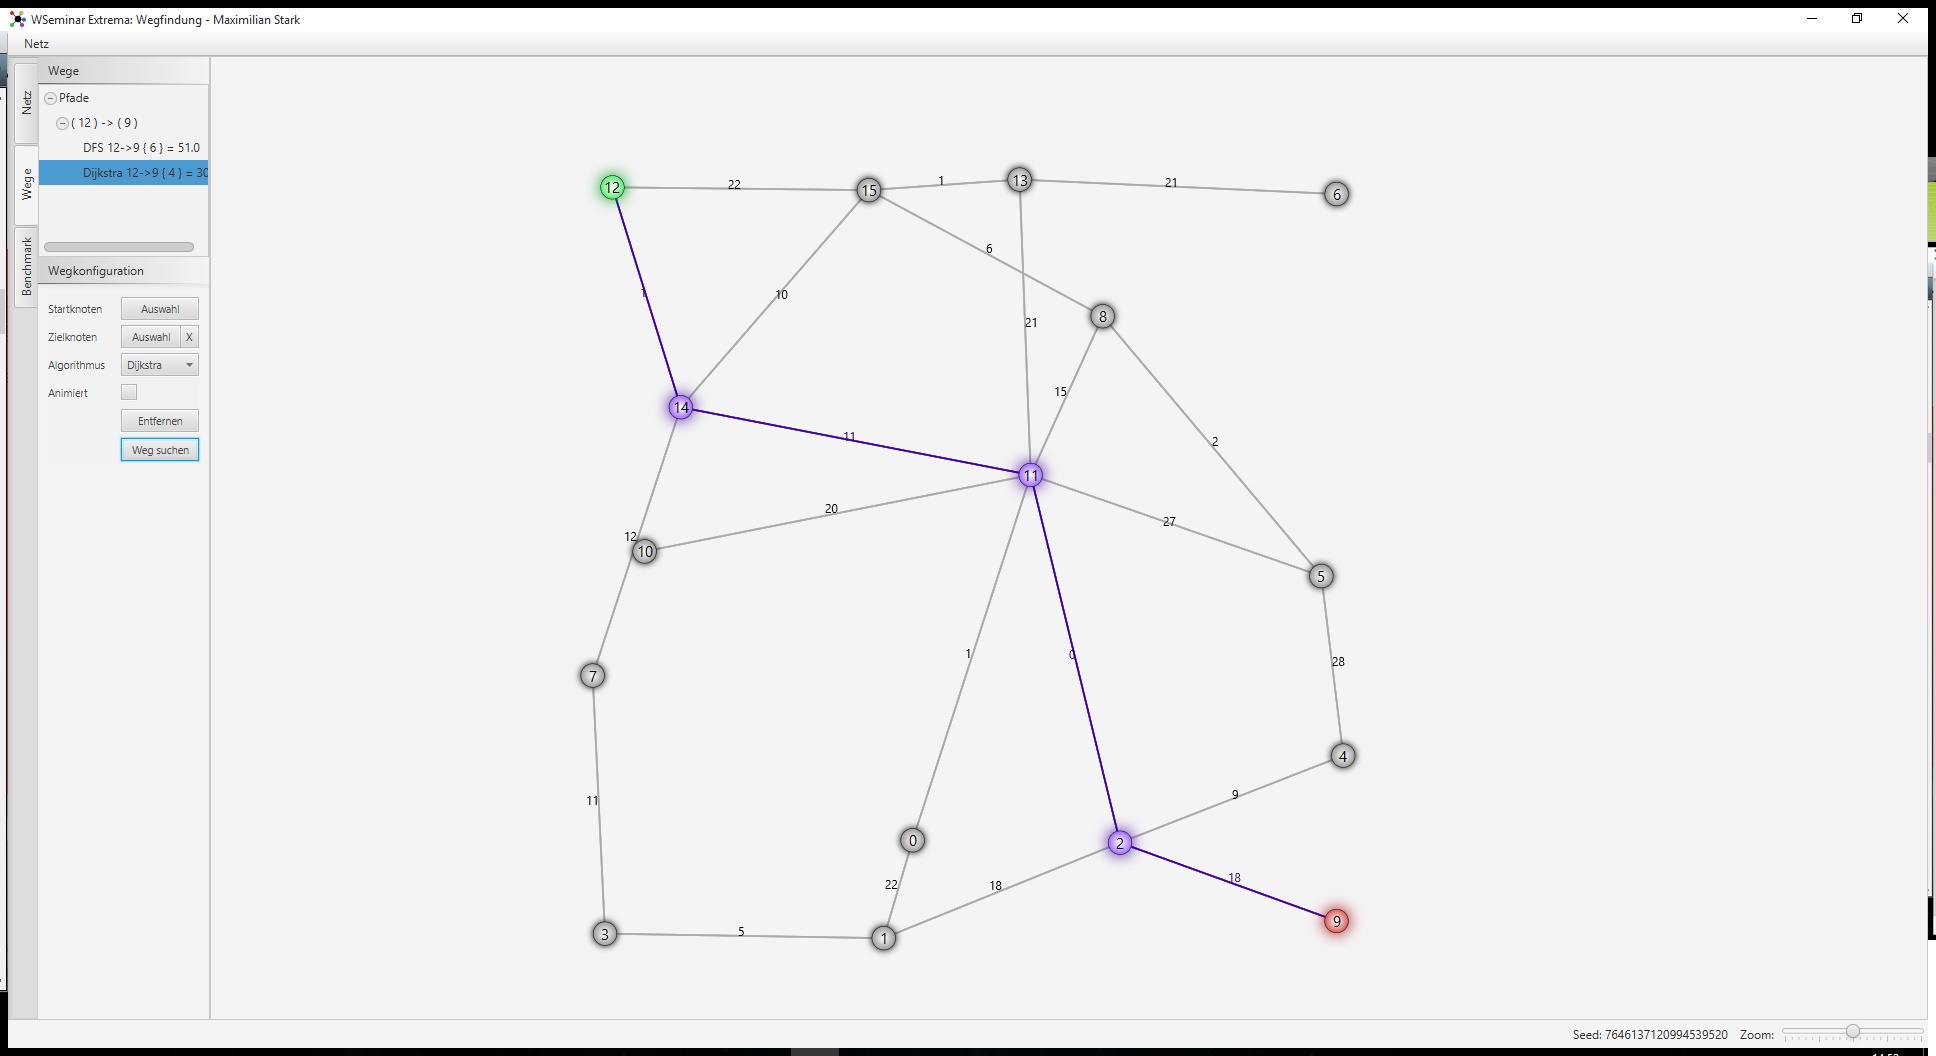 WSeminar Extrema: Wegfindung - Maximilian Stark
Netz
Netz
Wege
Benchmark
Wege
Pfade
( 12 ) -> ( 9 )
DFS 12->9 { 6 } = 51.0
Dijkstra 12->9 { 4 } = 30
Wegkonfiguration
Startknoten Auswahl
Zielknoten Auswahl X
Algorithmus Dijkstra
Animiert
Entfernen
Weg suchen
12 22 15 1 13 21 6
6
1 10
8
21
15
14 11
2
11
20 27
12
10
5
1 0 28
7
4
9
11
0 2
18
22 18
9
3 5 1
Seed: 7646137120994539520 Zoom: